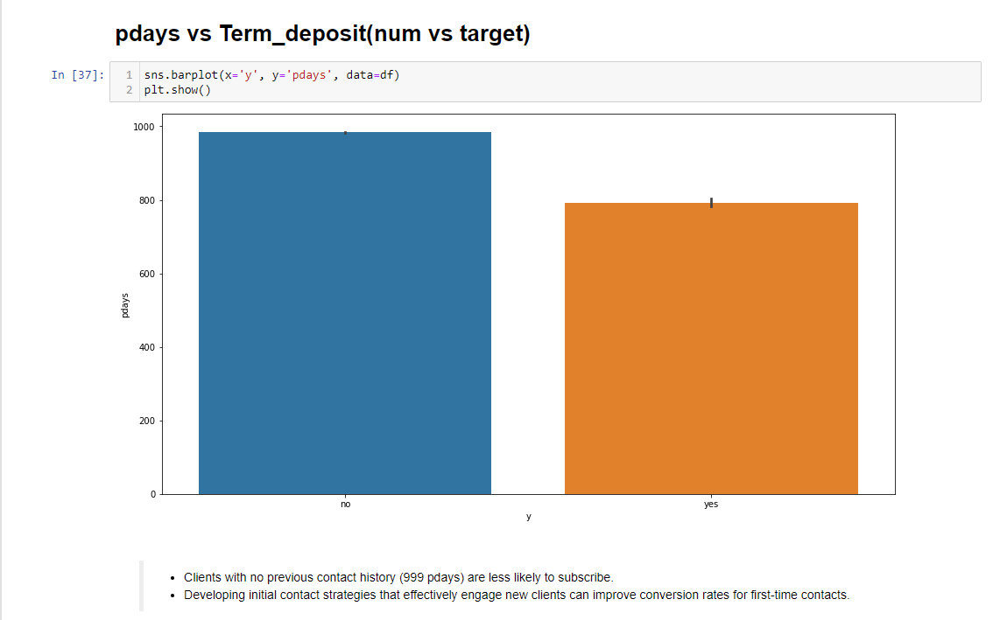 pdays vs Term_deposit(num vs target)
In [37]:
1 sns.barplot(x='y', y='pdays', data=df)
2 plt.show()
1000
800
600
400
200
0
pdays
no yes
y
• Clients with no previous contact history (999 pdays) are less likely to subscribe.
• Developing initial contact strategies that effectively engage new clients can improve conversion rates for first-time contacts.